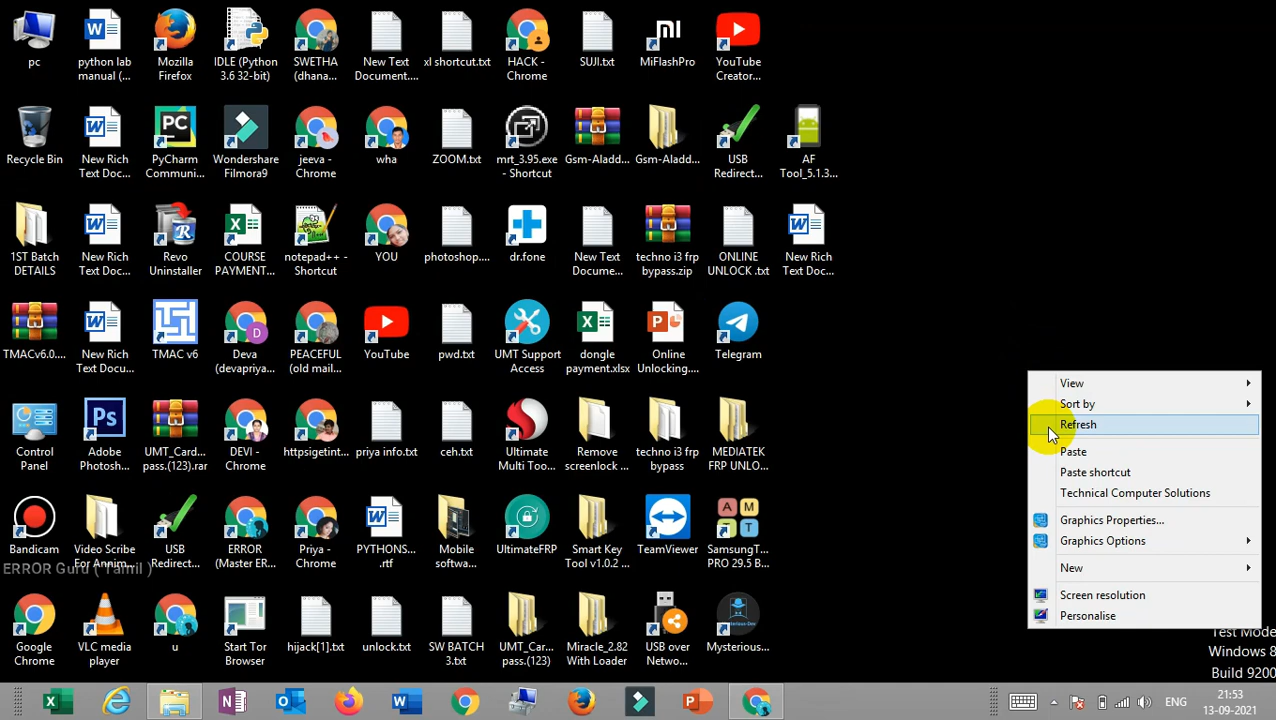 pc
python lab
manual (...
Mozilla
Firefox
IDLE (Python
3.6 32-bit)
SWETHA
(dhana...
New Text
Document....
xl shortcut.txt
HACK -
Chrome
SUJI.txt
MiFlashPro
YouTube
Creator...
Recycle Bin
New Rich
Text Doc...
PyCharm
Communi...
Wondershare
Filmora9
jeeva -
Chrome
wha
ZOOM.txt
mrt_3.95.exe
- Shortcut
Gsm-Aladd...
Gsm-Aladd...
USB
Redirect...
AF
Tool_5.1.3...
1ST Batch
DETAILS
New Rich
Text Doc...
Revo
Uninstaller
COURSE
PAYMENT...
notepad++ -
Shortcut
YOU
photoshop....
dr.fone
New Text
Docume...
techno i3 frp
bypass.zip
ONLINE
UNLOCK .txt
New Rich
Text Doc...
TMACv6.0....
New Rich
Text Docu...
TMAC v6
Deva
(devapriya...
PEACEFUL
(old mail...
YouTube
pwd.txt
UMT Support
Access
dongle
payment.xlsx
Online
Unlocking....
Telegram
Control
Panel
Adobe
Photosh...
UMT_Card...
pass.(123).rar
DEVI -
Chrome
httpsigetint...
priya info.txt
ceh.txt
Ultimate
Multi Too...
Remove
screenlock ...
techno i3 frp
bypass
MEDIATEK
FRP UNLO...
Bandicam
Video Scribe
For Annim...
USB
Redirect...
ERROR
(Master ER...
Priya -
Chrome
PYTHONS...
.rtf
Mobile
softwa...
UltimateFRP
Smart Key
Tool v1.0.2 ...
TeamViewer
SamsungT...
PRO 29.5 B...
ERROR Guru ( Tamil )
Google
Chrome
VLC media
player
u
Start Tor
Browser
hijack[1].txt
unlock.txt
SW BATCH
3.txt
UMT_Car...
pass.(123)
Miracle_2.82
With Loader
USB over
Netwo...
Mysterious...
View
Sort by
Refresh
Paste
Paste shortcut
Graphics Properties...
Graphics Options
New
Screen resolution
Personalise
Test Mode
Windows 8
Build 9200
ENG
21:53
13-09-2021